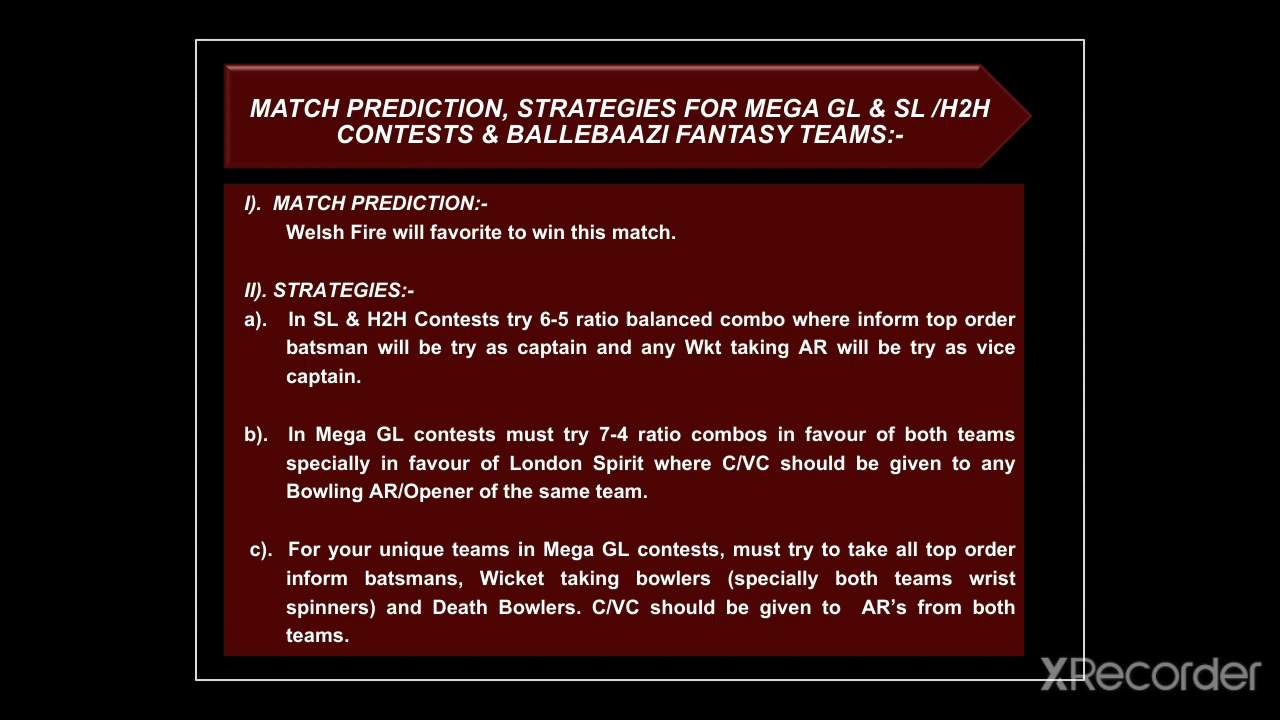 MATCH PREDICTION, STRATEGIES FOR MEGA GL & SL /H2H
CONTESTS & BALLEBAAZI FANTASY TEAMS:-
I). MATCH PREDICTION:-
Welsh Fire will favorite to win this match.
II). STRATEGIES:-
a). In SL & H2H Contests try 6-5 ratio balanced combo where inform top order
batsman will be try as captain and any Wkt taking AR will be try as vice
captain.
b). In Mega GL contests must try 7-4 ratio combos in favour of both teams
specially in favour of London Spirit where C/VC should be given to any
Bowling AR/Opener of the same team.
c). For your unique teams in Mega GL contests, must try to take all top order
inform batsmans, Wicket taking bowlers (specially both teams wrist
spinners) and Death Bowlers. C/VC should be given to AR’s from both
teams.
XRecorder